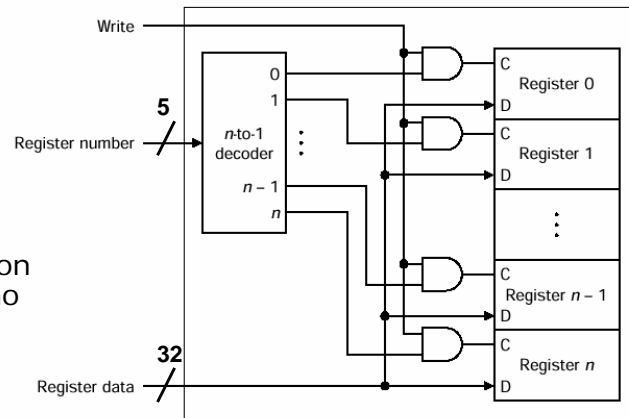 Write
0
C
Register 0
5
1
D
Register number
n-to-1
decoder
⋮
C
Register 1
n – 1
D
n
⋮
on
no
C
Register n – 1
D
32
C
Register n
Register data
D